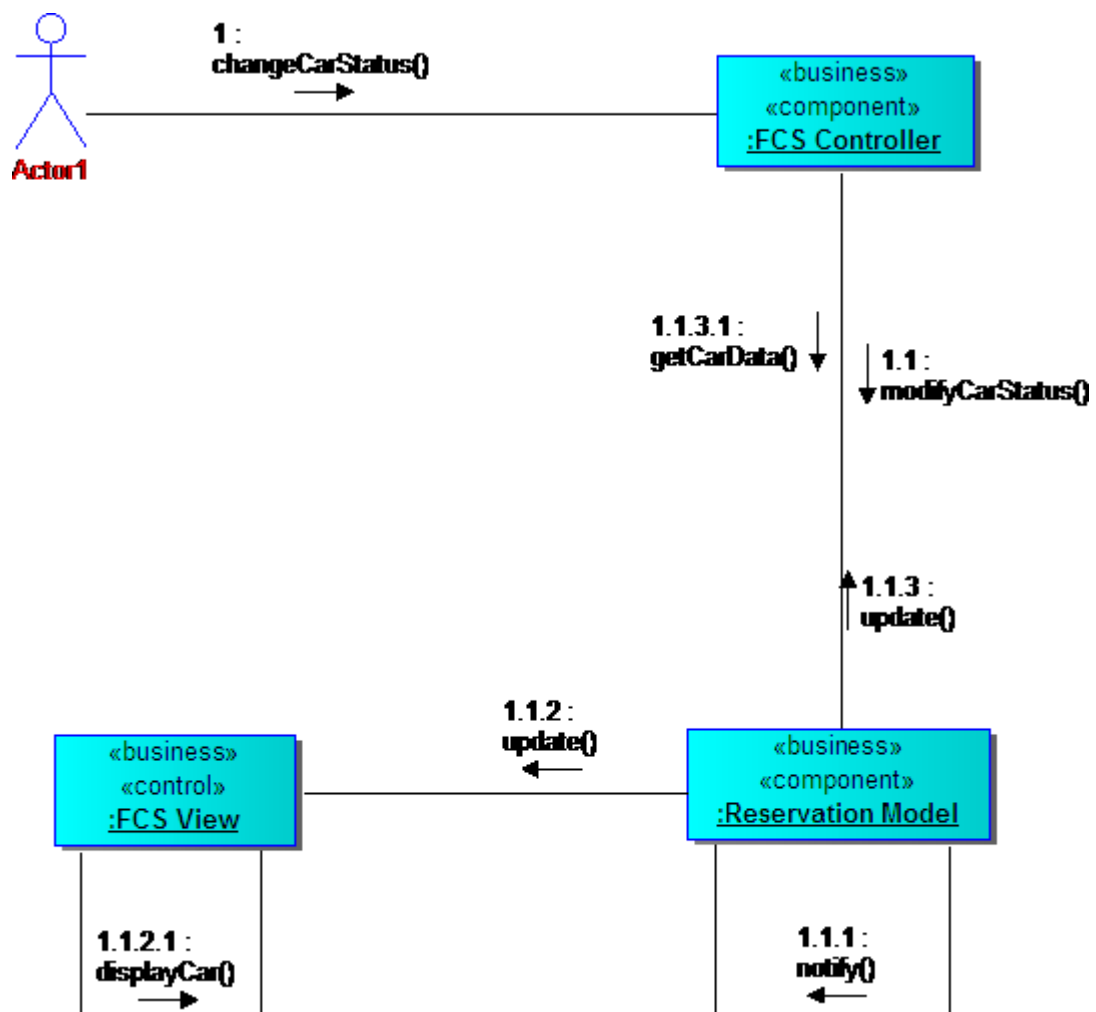 1 :
changeCarStatus()
«business»
«component»
:FCS Controller
Actor1
1.1.3.1 :
getCarData()
1.1 :
modifyCarStatus()
1.1.3 :
update()
1.1.2 :
update()
«business»
«control»
:FCS View
«business»
«component»
:Reservation Model
1.1.2.1 :
displayCar()
1.1.1 :
notify()